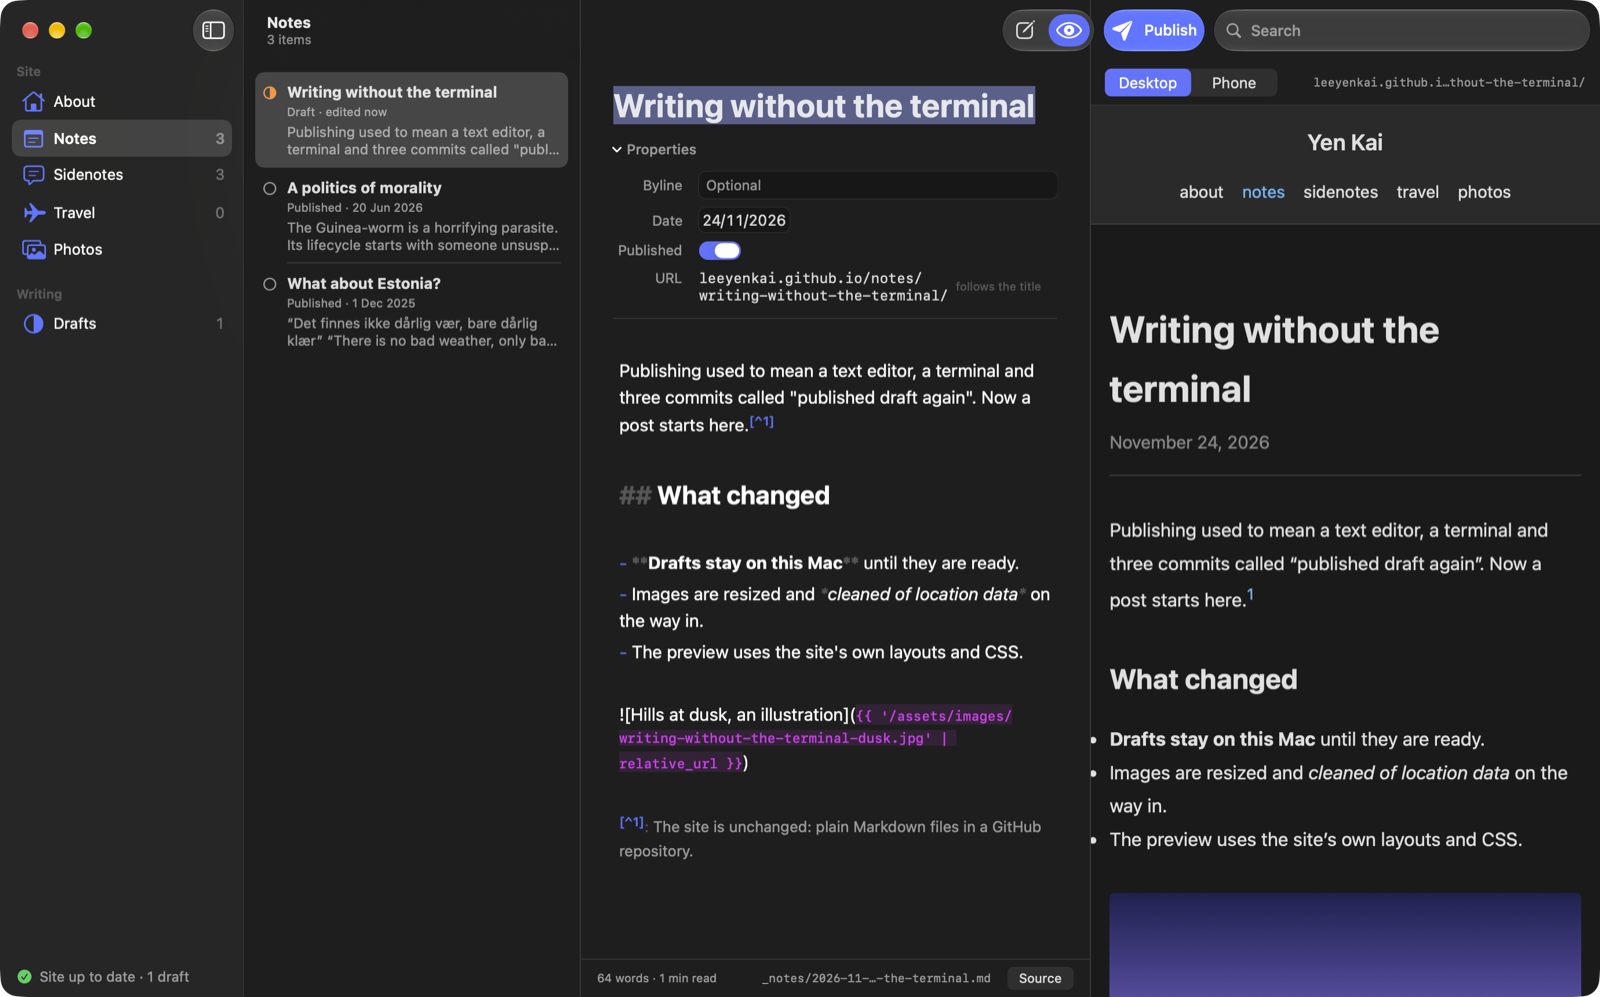 Site
About
Notes 3
Sidenotes 3
Travel 0
Photos
Writing
Drafts 1
Site up to date · 1 draft
Notes
3 items
Writing without the terminal
Draft · edited now
Publishing used to mean a text editor, a
terminal and three commits called "publ...
A politics of morality
Published · 20 Jun 2026
The Guinea-worm is a horrifying parasite.
Its lifecycle starts with someone unsusp...
What about Estonia?
Published · 1 Dec 2025
“Det finnes ikke dårlig vær, bare dårlig
klær” “There is no bad weather, only ba...
Writing without the terminal
Properties
Byline Optional
Date 24/11/2026
Published
URL leeyenkai.github.io/notes/
writing-without-the-terminal/ follows the title
Publishing used to mean a text editor, a terminal and
three commits called "published draft again". Now a
post starts here.[^1]
## What changed
- **Drafts stay on this Mac** until they are ready.
- Images are resized and *cleaned of location data* on
the way in.
- The preview uses the site's own layouts and CSS.
![Hills at dusk, an illustration]({{ '/assets/images/
writing-without-the-terminal-dusk.jpg' |
relative_url }})
[^1]: The site is unchanged: plain Markdown files in a GitHub
repository.
64 words · 1 min read _notes/2026-11-…-the-terminal.md Source
Publish Search
Desktop Phone leeyenkai.github.i…thout-the-terminal/
Yen Kai
about notes sidenotes travel photos
Writing without the
terminal
November 24, 2026
Publishing used to mean a text editor, a terminal and
three commits called “published draft again”. Now a
post starts here.1
What changed
• Drafts stay on this Mac until they are ready.
• Images are resized and cleaned of location data on the
way in.
• The preview uses the site’s own layouts and CSS.